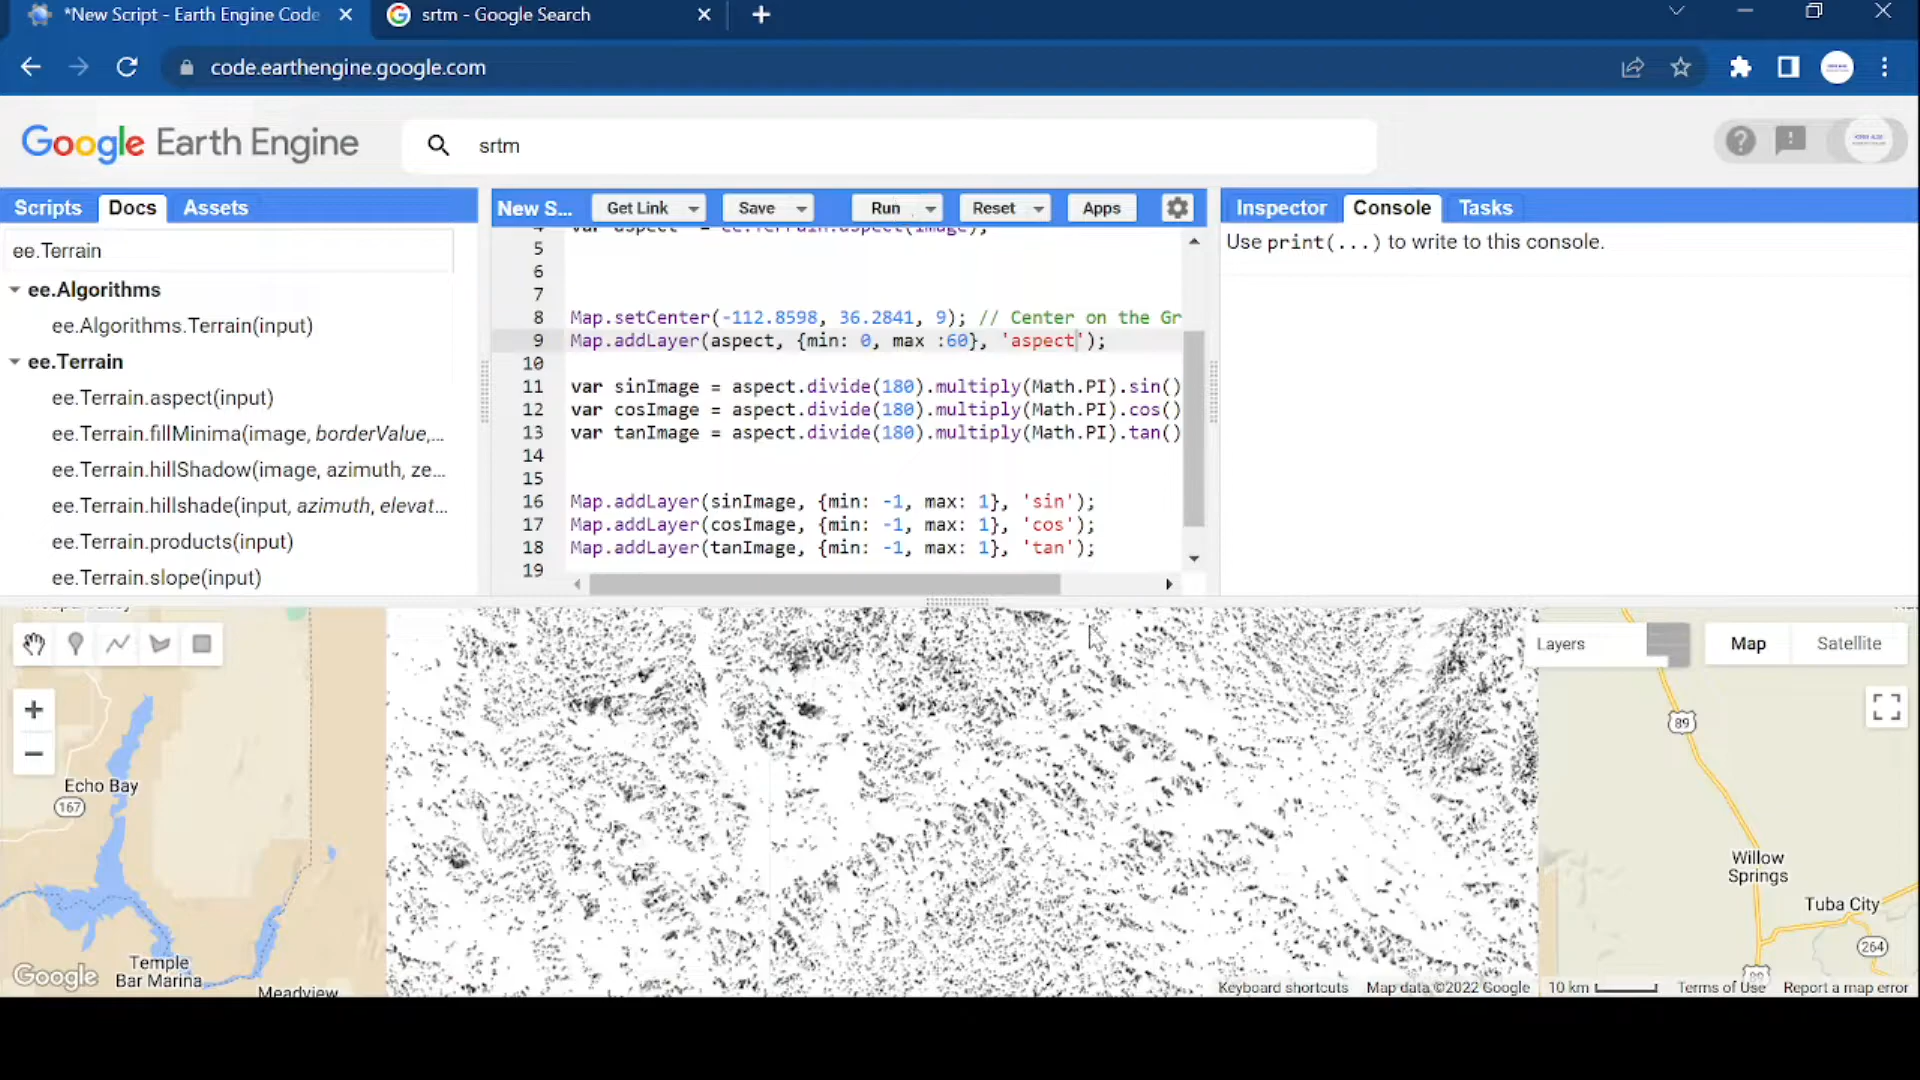 *New Script - Earth Engine Code
srtm - Google Search
code.earthengine.google.com
Google Earth Engine
srtm
Scripts
Docs
Assets
New S...
Get Link
Save
Run
Reset
Apps
Inspector
Console
Tasks
ee.Terrain
ee.Algorithms
ee.Algorithms.Terrain(input)
ee.Terrain
ee.Terrain.aspect(input)
ee.Terrain.fillMinima(image, borderValue,...
ee.Terrain.hillShadow(image, azimuth, ze...
ee.Terrain.hillshade(input, azimuth, elevat...
ee.Terrain.products(input)
ee.Terrain.slope(input)
4 var aspect = ee.Terrain.aspect(image);
5
6
7
8 Map.setCenter(-112.8598, 36.2841, 9); // Center on the Gr
9 Map.addLayer(aspect, {min: 0, max :60}, 'aspect');
10
11 var sinImage = aspect.divide(180).multiply(Math.PI).sin()
12 var cosImage = aspect.divide(180).multiply(Math.PI).cos()
13 var tanImage = aspect.divide(180).multiply(Math.PI).tan()
14
15
16 Map.addLayer(sinImage, {min: -1, max: 1}, 'sin');
17 Map.addLayer(cosImage, {min: -1, max: 1}, 'cos');
18 Map.addLayer(tanImage, {min: -1, max: 1}, 'tan');
19
Use print(...) to write to this console.
Layers
Map
Satellite
89
Echo Bay
167
Willow
Springs
Tuba City
264
Temple
Bar Marina
Meadview
Google
Keyboard shortcuts
Map data ©2022 Google
10 km
Terms of Use
Report a map error